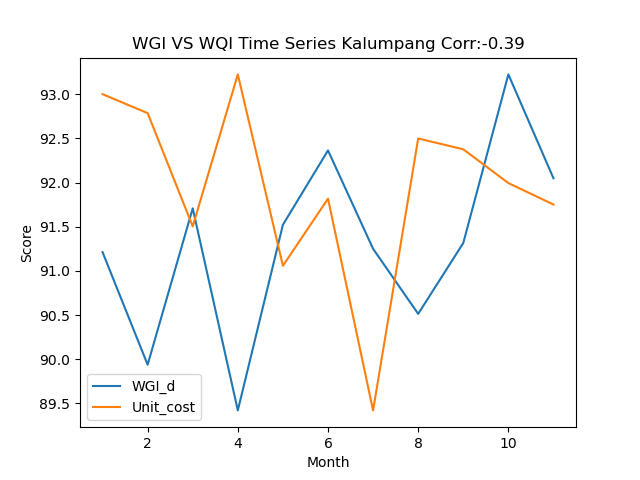 WGI VS WQI Time Series Kalumpang Corr:-0.39
Score
93.0
92.5
92.0
91.5
91.0
90.5
90.0
89.5
WGI_d
Unit_cost
2 4 6 8 10
Month